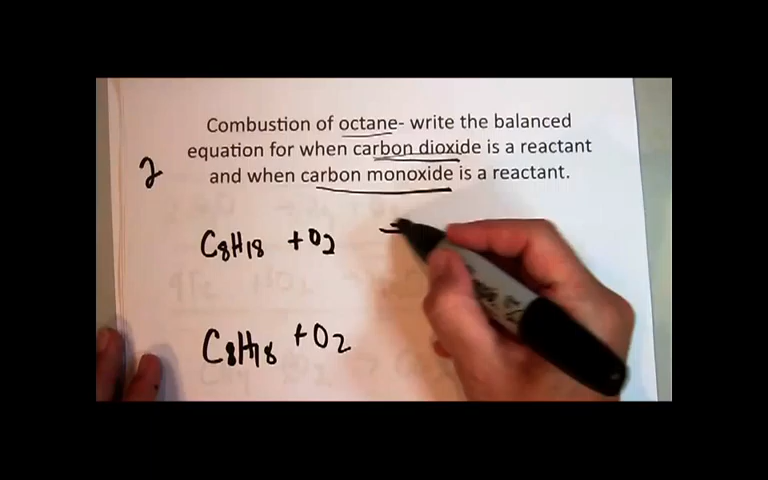 Combustion of octane- write the balanced
equation for when carbon dioxide is a reactant
and when carbon monoxide is a reactant.
2
C8H18 + O2
C8H18 + O2